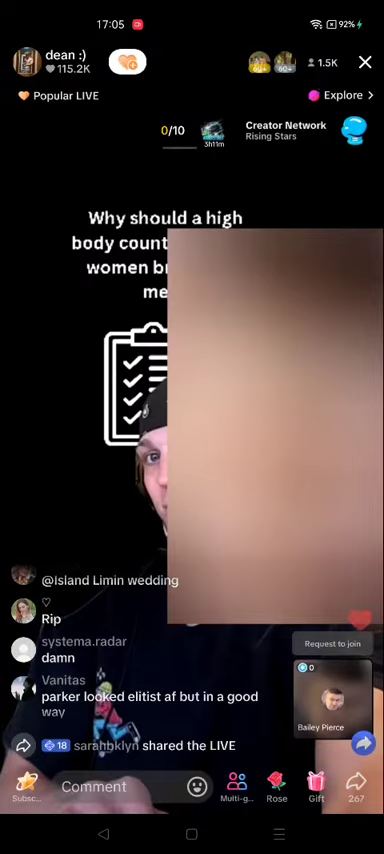 17:05
92%
dean :)
115.2K
60+
60+
1.5K
Popular LIVE
Explore
0/10
3h11m
Creator Network
Rising Stars
Why should a high
body count
women
me
@Island Limin wedding
Rip
systema.radar
damn
Vanitas
parker looked elitist af but in a good
way
18 sarahbklyn shared the LIVE
Request to join
0
Bailey Pierce
Subsc...
Comment
Multi-g...
Rose
Gift
267